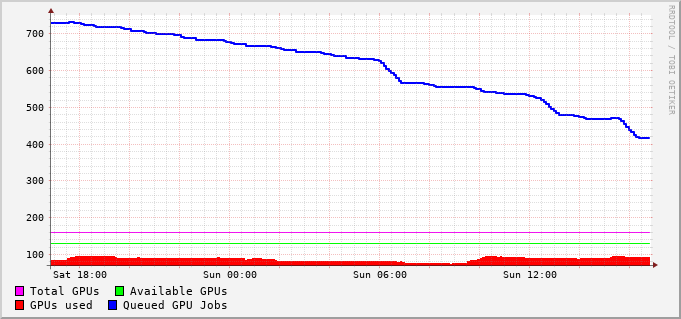 700
600
500
400
300
200
100
Sat 18:00 Sun 00:00 Sun 06:00 Sun 12:00
Total GPUs Available GPUs
GPUs used Queued GPU Jobs
RRDTOOL / TOBI OETIKER